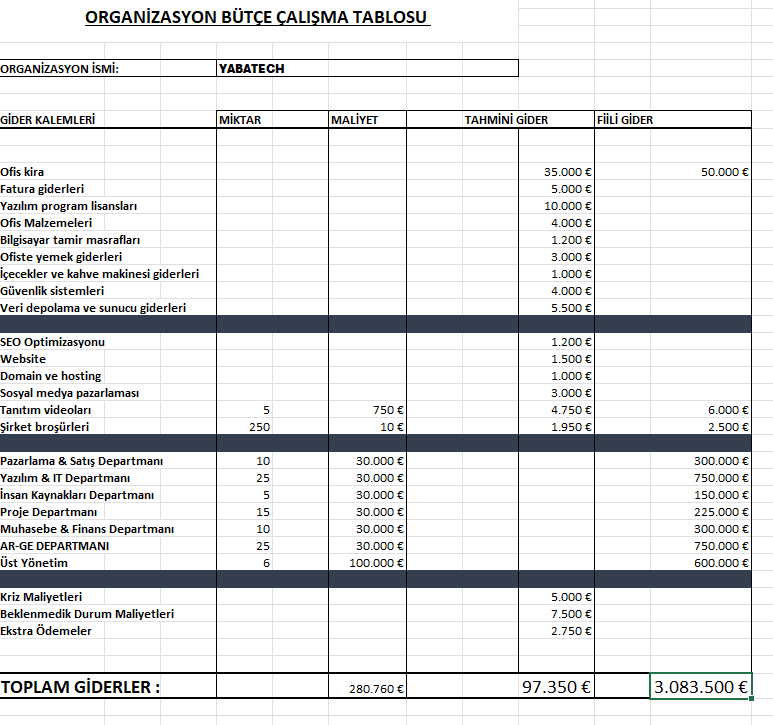 ORGANİZASYON BÜTÇE ÇALIŞMA TABLOSU
ORGANİZASYON İSMİ: YABATECH
GİDER KALEMLERİ MİKTAR MALİYET TAHMİNİ GİDER FİİLİ GİDER
Ofis kira 35.000 € 50.000 €
Fatura giderleri 5.000 €
Yazılım program lisansları 10.000 €
Ofis Malzemeleri 4.000 €
Bilgisayar tamir masrafları 1.200 €
Ofiste yemek giderleri 3.000 €
İçecekler ve kahve makinesi giderleri 1.000 €
Güvenlik sistemleri 4.000 €
Veri depolama ve sunucu giderleri 5.500 €
SEO Optimizasyonu 1.200 €
Website 1.500 €
Domain ve hosting 1.000 €
Sosyal medya pazarlaması 3.000 €
Tanıtım videoları 5 750 € 4.750 € 6.000 €
Şirket broşürleri 250 10 € 1.950 € 2.500 €
Pazarlama & Satış Departmanı 10 30.000 € 300.000 €
Yazılım & IT Departmanı 25 30.000 € 750.000 €
İnsan Kaynakları Departmanı 5 30.000 € 150.000 €
Proje Departmanı 15 30.000 € 225.000 €
Muhasebe & Finans Departmanı 10 30.000 € 300.000 €
AR-GE DEPARTMANI 25 30.000 € 750.000 €
Üst Yönetim 6 100.000 € 600.000 €
Kriz Maliyetleri 5.000 €
Beklenmedik Durum Maliyetleri 7.500 €
Ekstra Ödemeler 2.750 €
TOPLAM GİDERLER : 280.760 € 97.350 € 3.083.500 €